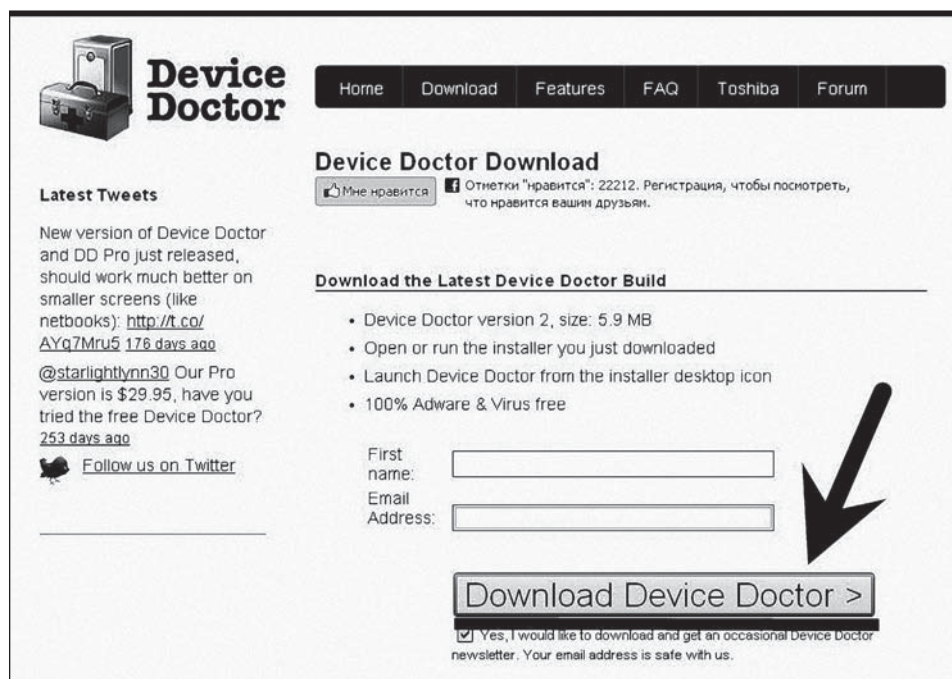 Device
Doctor
Home Download Features FAQ Toshiba Forum
Device Doctor Download
Мне нравится
Отметки "нравится": 22212. Регистрация, чтобы посмотреть,
что нравится вашим друзьям.
Latest Tweets
New version of Device Doctor
and DD Pro just released,
should work much better on
smaller screens (like
netbooks): http://t.co/
AYq7Mru5 176 days ago
@starlightlynn30 Our Pro
version is $29.95, have you
tried the free Device Doctor?
253 days ago
Follow us on Twitter
Download the Latest Device Doctor Build
• Device Doctor version 2, size: 5.9 MB
• Open or run the installer you just downloaded
• Launch Device Doctor from the installer desktop icon
• 100% Adware & Virus free
First
name:
Email
Address:
Download Device Doctor >
Yes, I would like to download and get an occasional Device Doctor
newsletter. Your email address is safe with us.